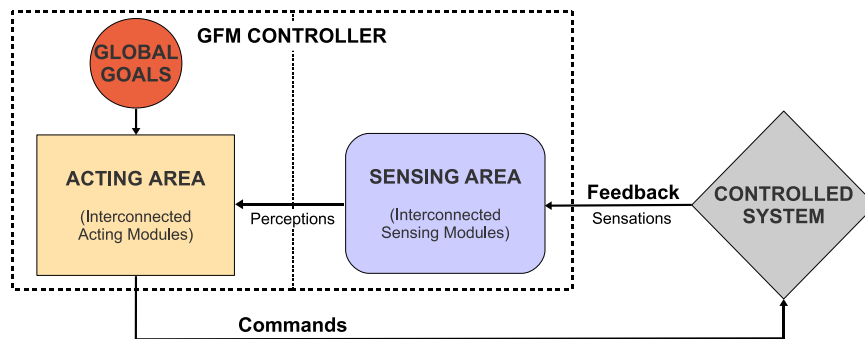 GFM CONTROLLER
GLOBAL
GOALS
ACTING AREA
(Interconnected
Acting Modules)
Perceptions
SENSING AREA
(Interconnected
Sensing Modules)
Feedback
Sensations
CONTROLLED
SYSTEM
Commands